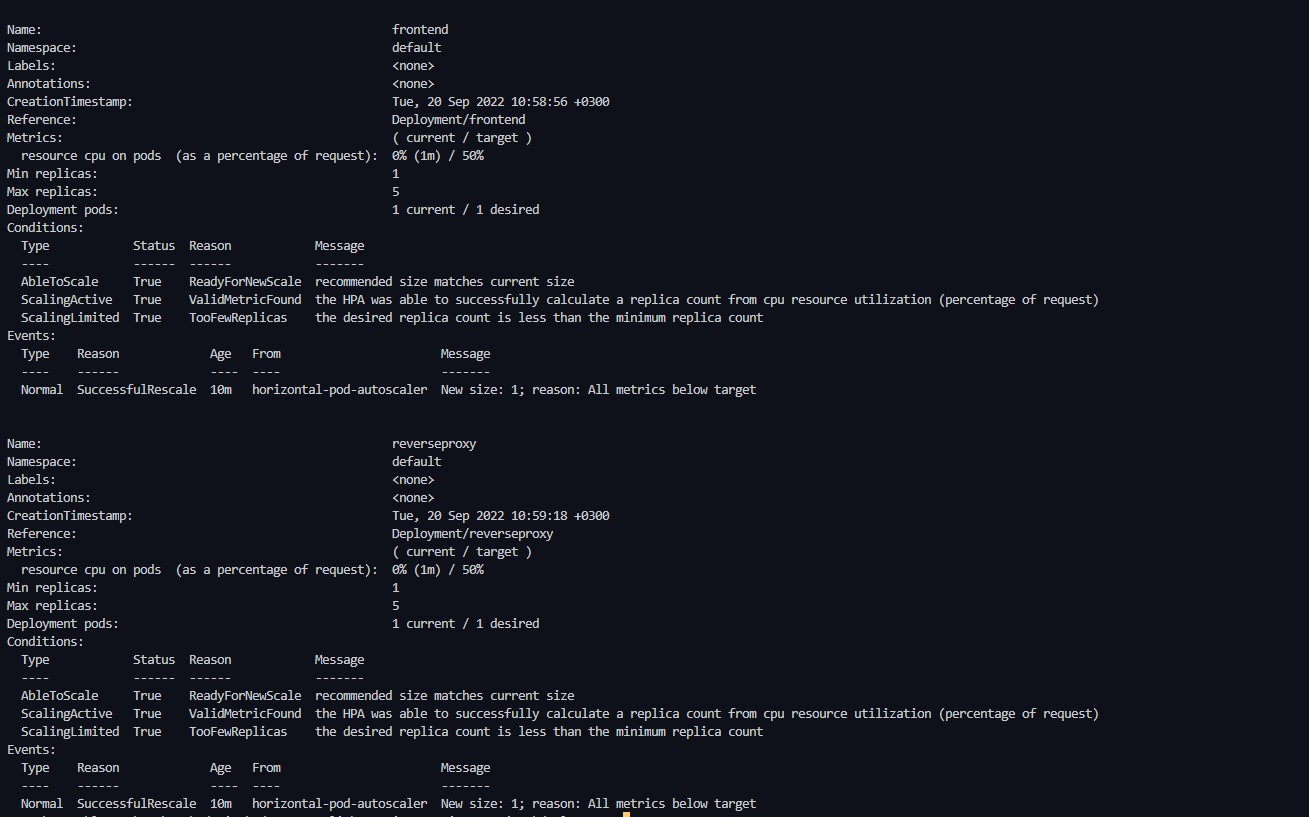 Name: frontend
Namespace: default
Labels: <none>
Annotations: <none>
CreationTimestamp: Tue, 20 Sep 2022 10:58:56 +0300
Reference: Deployment/frontend
Metrics: ( current / target )
resource cpu on pods (as a percentage of request): 0% (1m) / 50%
Min replicas: 1
Max replicas: 5
Deployment pods: 1 current / 1 desired
Conditions:
Type Status Reason Message
---- ------ ------ -------
AbleToScale True ReadyForNewScale recommended size matches current size
ScalingActive True ValidMetricFound the HPA was able to successfully calculate a replica count from cpu resource utilization (percentage of request)
ScalingLimited True TooFewReplicas the desired replica count is less than the minimum replica count
Events:
Type Reason Age From Message
---- ------ ---- ---- -------
Normal SuccessfulRescale 10m horizontal-pod-autoscaler New size: 1; reason: All metrics below target
Name: reverseproxy
Namespace: default
Labels: <none>
Annotations: <none>
CreationTimestamp: Tue, 20 Sep 2022 10:59:18 +0300
Reference: Deployment/reverseproxy
Metrics: ( current / target )
resource cpu on pods (as a percentage of request): 0% (1m) / 50%
Min replicas: 1
Max replicas: 5
Deployment pods: 1 current / 1 desired
Conditions:
Type Status Reason Message
---- ------ ------ -------
AbleToScale True ReadyForNewScale recommended size matches current size
ScalingActive True ValidMetricFound the HPA was able to successfully calculate a replica count from cpu resource utilization (percentage of request)
ScalingLimited True TooFewReplicas the desired replica count is less than the minimum replica count
Events:
Type Reason Age From Message
---- ------ ---- ---- -------
Normal SuccessfulRescale 10m horizontal-pod-autoscaler New size: 1; reason: All metrics below target